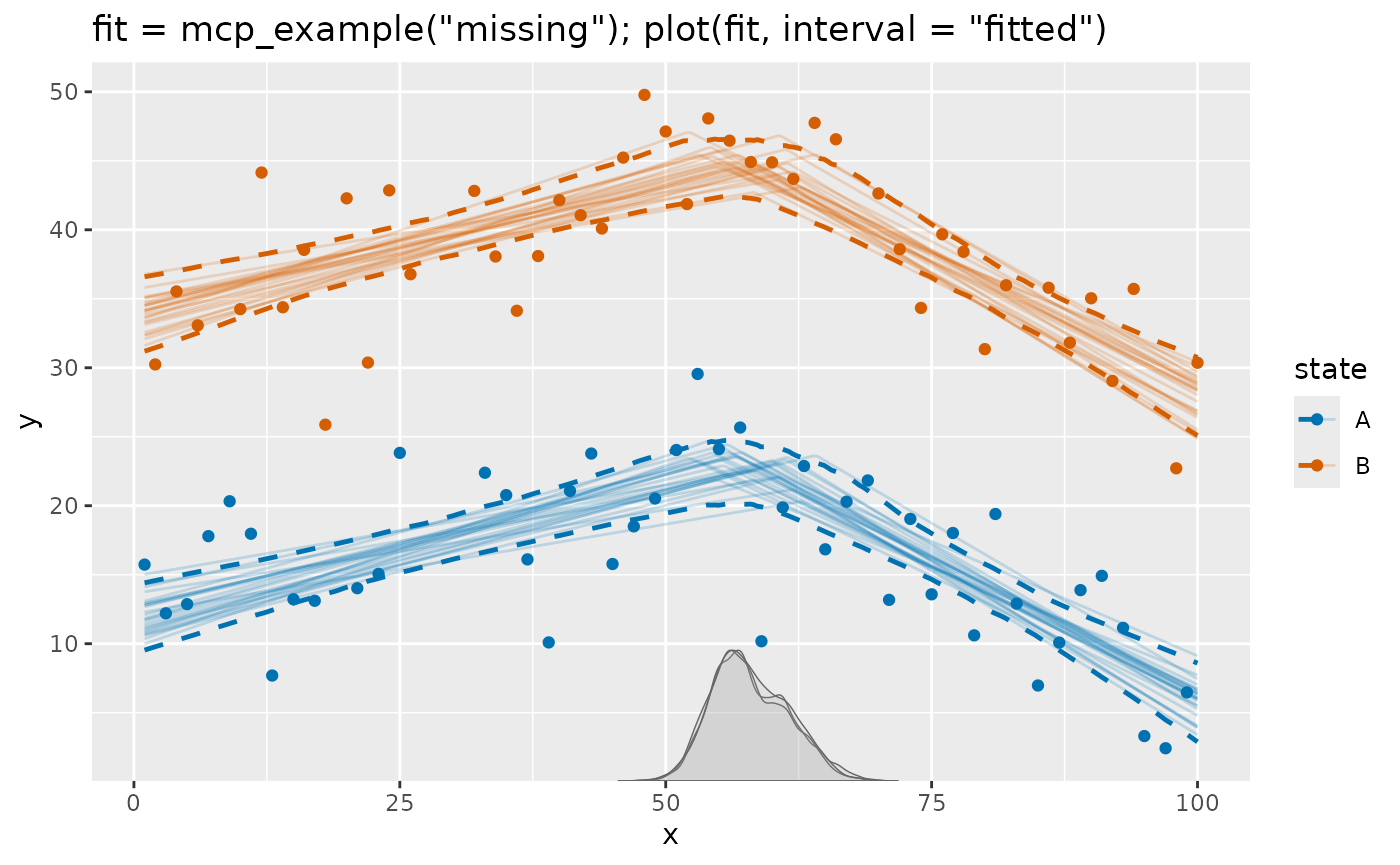 fit = mcp_example("missing"); plot(fit, interval = "fitted")
50
40
30
20
10
y
0
25
50
75
100
x
state
A
B